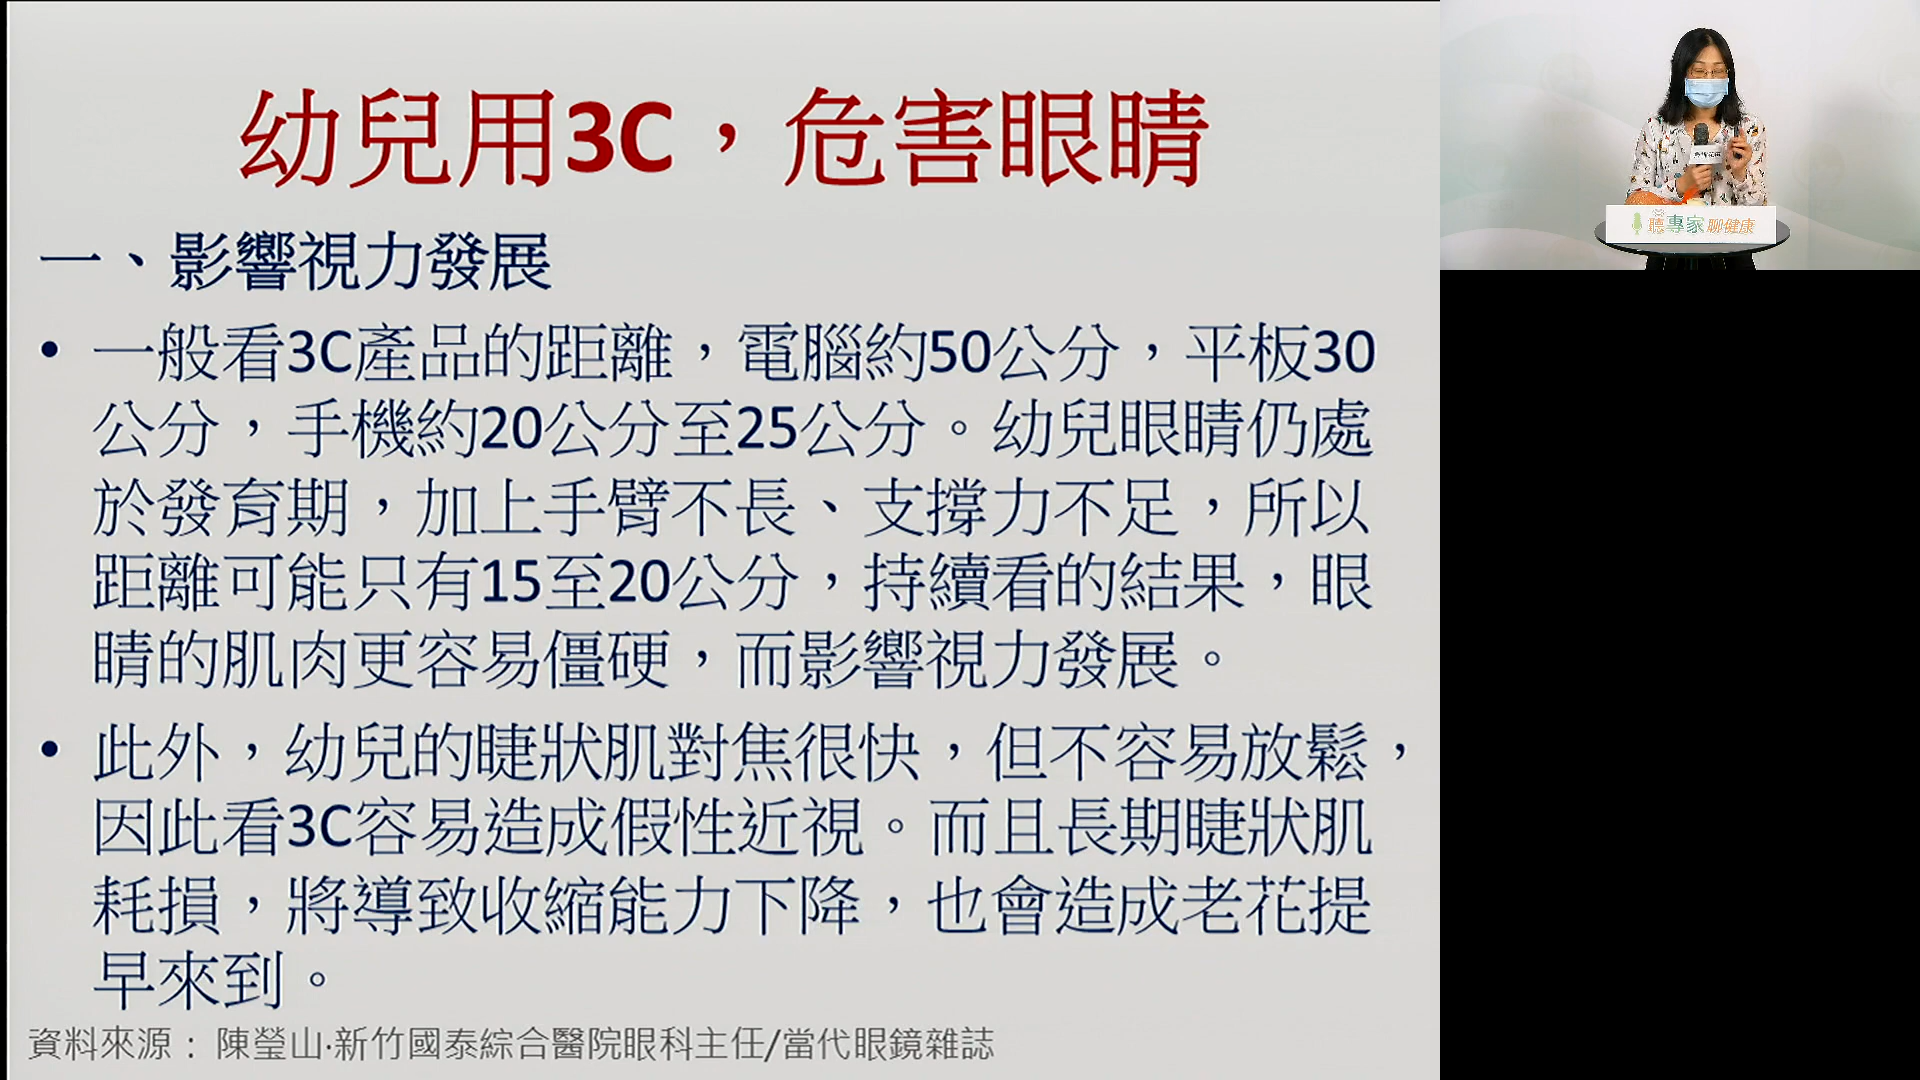 幼兒用3C，危害眼睛
一、影響視力發展
• 一般看3C產品的距離，電腦約50公分，平板30
公分，手機約20公分至25公分。幼兒眼睛仍處
於發育期，加上手臂不長、支撐力不足，所以
距離可能只有15至20公分，持續看的結果，眼
睛的肌肉更容易僵硬，而影響視力發展。
• 此外，幼兒的睫狀肌對焦很快，但不容易放鬆，
因此看3C容易造成假性近視。而且長期睫狀肌
耗損，將導致收縮能力下降，也會造成老花提
早來到。
資料來源：陳瑩山·新竹國泰綜合醫院眼科主任/當代眼鏡雜誌
聽專家聊健康